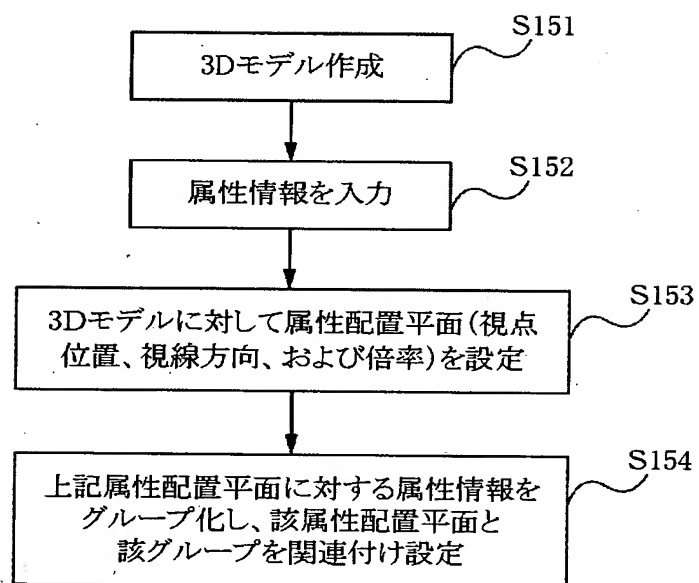 S151
3Dモデル作成
S152
属性情報を入力
S153
3Dモデルに対して属性配置平面(視点
位置、視線方向、および倍率)を設定
S154
上記属性配置平面に対する属性情報を
グループ化し、該属性配置平面と
該グループを関連付け設定